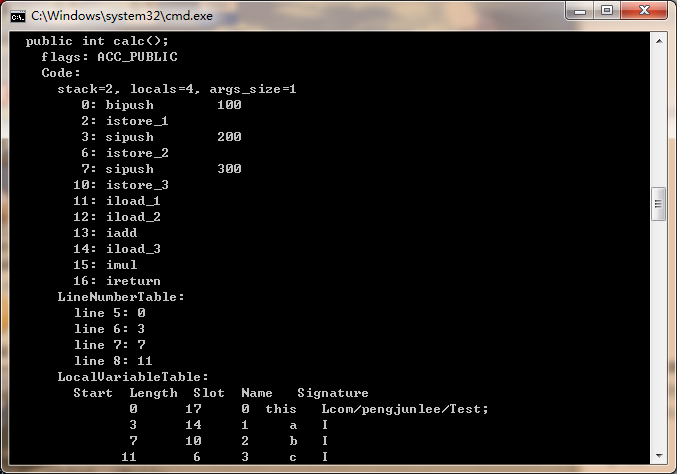 C:\Windows\system32\cmd.exe
public int calc();
flags: ACC_PUBLIC
Code:
stack=2, locals=4, args_size=1
0: bipush 100
2: istore_1
3: sipush 200
6: istore_2
7: sipush 300
10: istore_3
11: iload_1
12: iload_2
13: iadd
14: iload_3
15: imul
16: ireturn
LineNumberTable:
line 5: 0
line 6: 3
line 7: 7
line 8: 11
LocalVariableTable:
Start Length Slot Name Signature
0 17 0 this Lcom/pengjunlee/Test;
3 14 1 a I
7 10 2 b I
11 6 3 c I